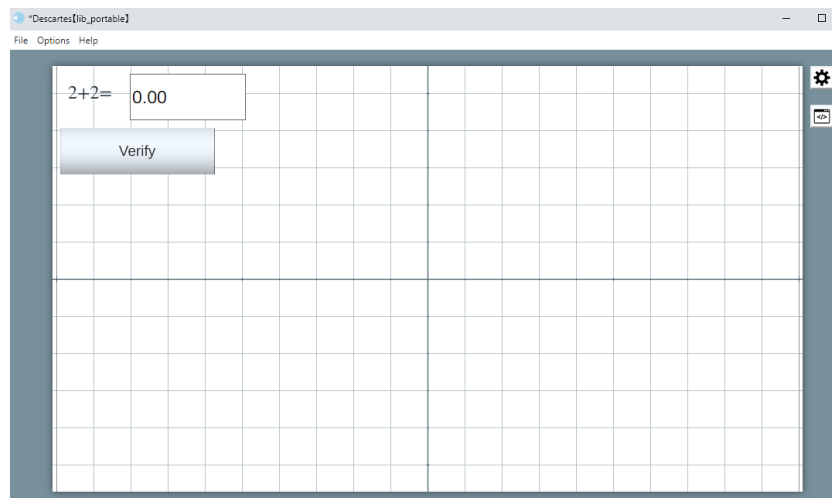 *Descartes【lib_portable】
File Options Help
2+2= 0.00
Verify